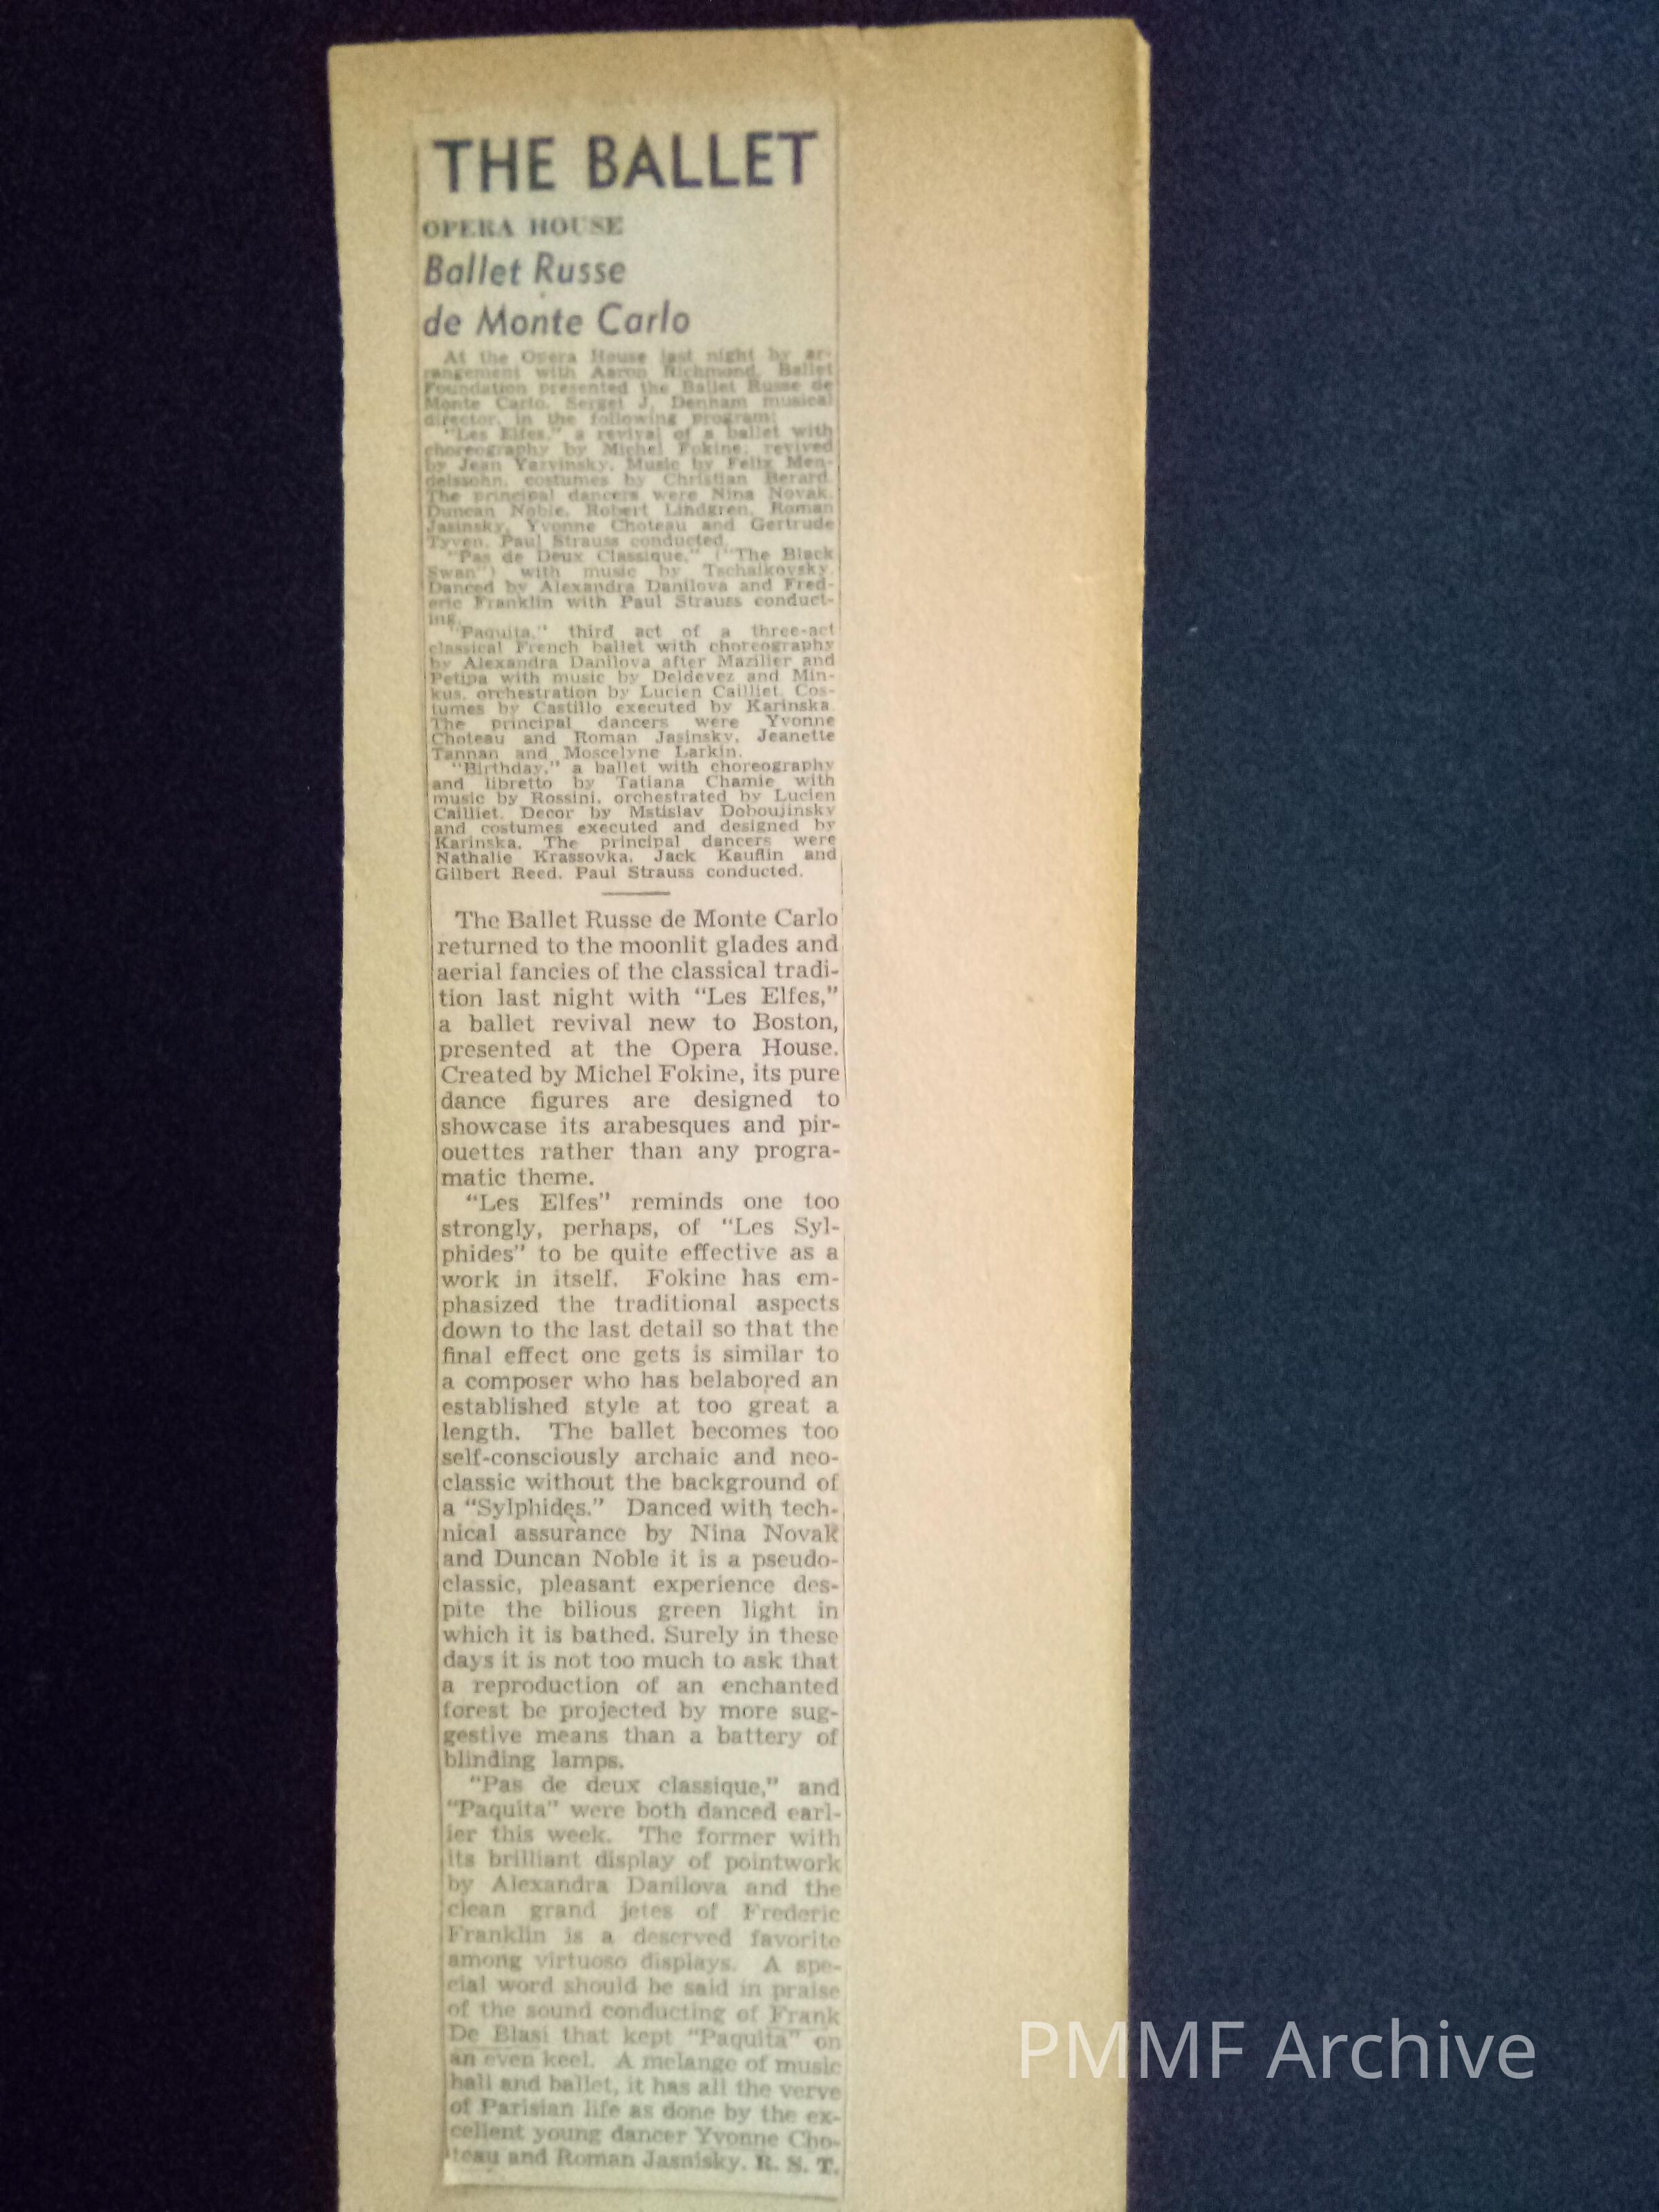 THE BALLET
OPERA HOUSE
Ballet Russe
de Monte Carlo
At the Opera House last night by ar-
rangement with Aaron Richmond, Ballet
Foundation presented the Ballet Russe de
Monte Carlo, Serget J. Denham musical
director, in the following program:
"Les Elfes," a revival of a ballet with
choreography by Michel Fokine, revived
by Jean Yarvinsky. Music by Felix Men-
delssohn, costumes by Christian Berard.
The principal dancers were Nina Novak,
Duncan Noble, Robert Lindgren, Roman
Jasinsky, Yvonne Choteau and Gertrude
Tyven. Paul Strauss conducted.
"Pas de Deux Classique," ("The Black
Swan") with music by Tschaikovsky.
Danced by Alexandra Danilova and Fred-
eric Franklin with Paul Strauss conduct-
ing.
"Paquita," third act of a three-act
classical French ballet with choreography
by Alexandra Danilova after Mazilier and
Petipa with music by Deldevez and Min-
kus, orchestration by Lucien Cailliet. Cos-
tumes by Castillo executed by Karinska.
The principal dancers were Yvonne
Choteau and Roman Jasinsky, Jeanette
Tannan and Moscelyne Larkin.
"Birthday," a ballet with choreography
and libretto by Tatiana Chamie with
music by Rossini, orchestrated by Lucien
Cailliet. Decor by Mstislav Doboujinsky
and costumes executed and designed by
Karinska. The principal dancers were
Nathalie Krassovka, Jack Kauflin and
Gilbert Reed. Paul Strauss conducted.
The Ballet Russe de Monte Carlo
returned to the moonlit glades and
aerial fancies of the classical tradi-
tion last night with "Les Elfes,"
a ballet revival new to Boston,
presented at the Opera House.
Created by Michel Fokine, its pure
dance figures are designed to
showcase its arabesques and pir-
ouettes rather than any progra-
matic theme.
"Les Elfes" reminds one too
strongly, perhaps, of "Les Syl-
phides" to be quite effective as a
work in itself. Fokine has em-
phasized the traditional aspects
down to the last detail so that the
final effect one gets is similar to
a composer who has belabored an
established style at too great a
length. The ballet becomes too
self-consciously archaic and neo-
classic without the background of
a "Sylphides." Danced with tech-
nical assurance by Nina Novak
and Duncan Noble it is a pseudo-
classic, pleasant experience des-
pite the bilious green light in
which it is bathed. Surely in these
days it is not too much to ask that
a reproduction of an enchanted
forest be projected by more sug-
gestive means than a battery of
blinding lamps.
"Pas de deux classique," and
"Paquita" were both danced earl-
ier this week. The former with
its brilliant display of pointwork
by Alexandra Danilova and the
clean grand jetes of Frederic
Franklin is a deserved favorite
among virtuoso displays. A spe-
cial word should be said in praise
of the sound conducting of Frank
De Blasi that kept "Paquita" on
an even keel. A melange of music
hall and ballet, it has all the verve
of Parisian life as done by the ex-
cellent young dancer Yvonne Cho-
teau and Roman Jasnisky. R. S. T.
PMMF Archive